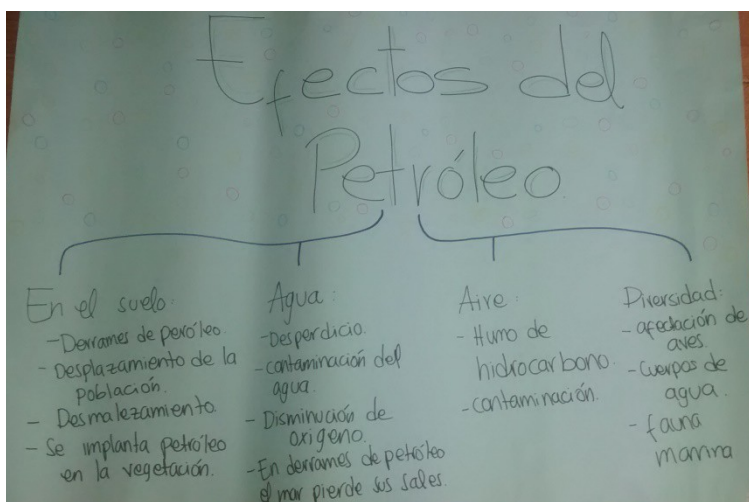 Efectos del
Petróleo
En el suelo:
- Derrames de peróleo.
- Desplazamiento de la
población.
- Desmalezamiento.
- Se implanta petróleo
en la vegetación.
Agua:
- Desperdicio.
- contaminación del
agua.
- Disminución de
oxigeno.
- En derrames de petróleo
el mar pierde sus sales.
Aire:
- Humo de
hidrocarbono.
- contaminación.
Diversidad:
- afectación de
aves.
- Cuerpos de
agua.
- fauna
marina